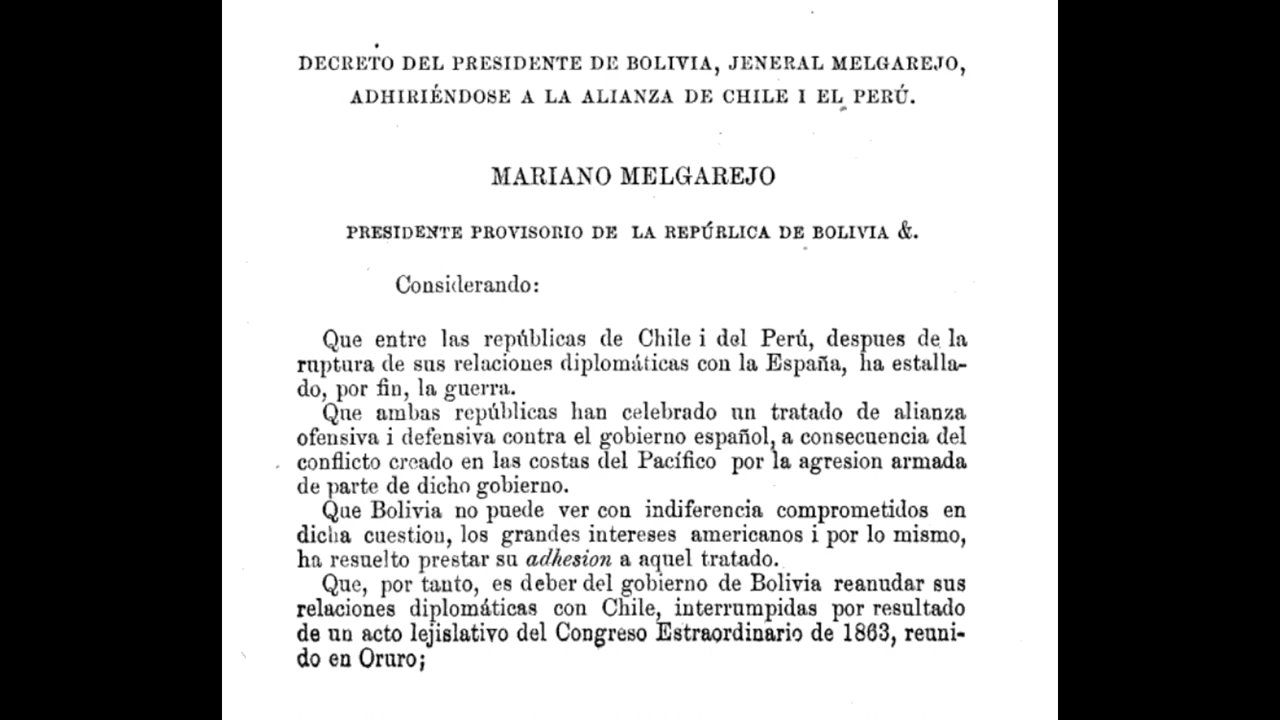 DECRETO DEL PRESIDENTE DE BOLIVIA, JENERAL MELGAREJO,
ADHIRIÉNDOSE A LA ALIANZA DE CHILE I EL PERÚ.
MARIANO MELGAREJO
PRESIDENTE PROVISORIO DE LA REPÚRLICA DE BOLIVIA &.
Considerando:
Que entre las repúblicas de Chile i del Perú, despues de la
ruptura de sus relaciones diplomáticas con la España, ha estalla-
do, por fin, la guerra.
Que ambas repúblicas han celebrado un tratado de alianza
ofensiva i defensiva contra el gobierno español, a consecuencia del
conflicto creado en las costas del Pacífico por la agresion armada
de parte de dicho gobierno.
Que Bolivia no puede ver con indiferencia comprometidos en
dicha cuestion, los grandes intereses americanos i por lo mismo,
ha resuelto prestar su adhesion a aquel tratado.
Que, por tanto, es deber del gobierno de Bolivia reanudar sus
relaciones diplomáticas con Chile, interrumpidas por resultado
de un acto lejislativo del Congreso Estraordinario de 1863, reuni-
do en Oruro;